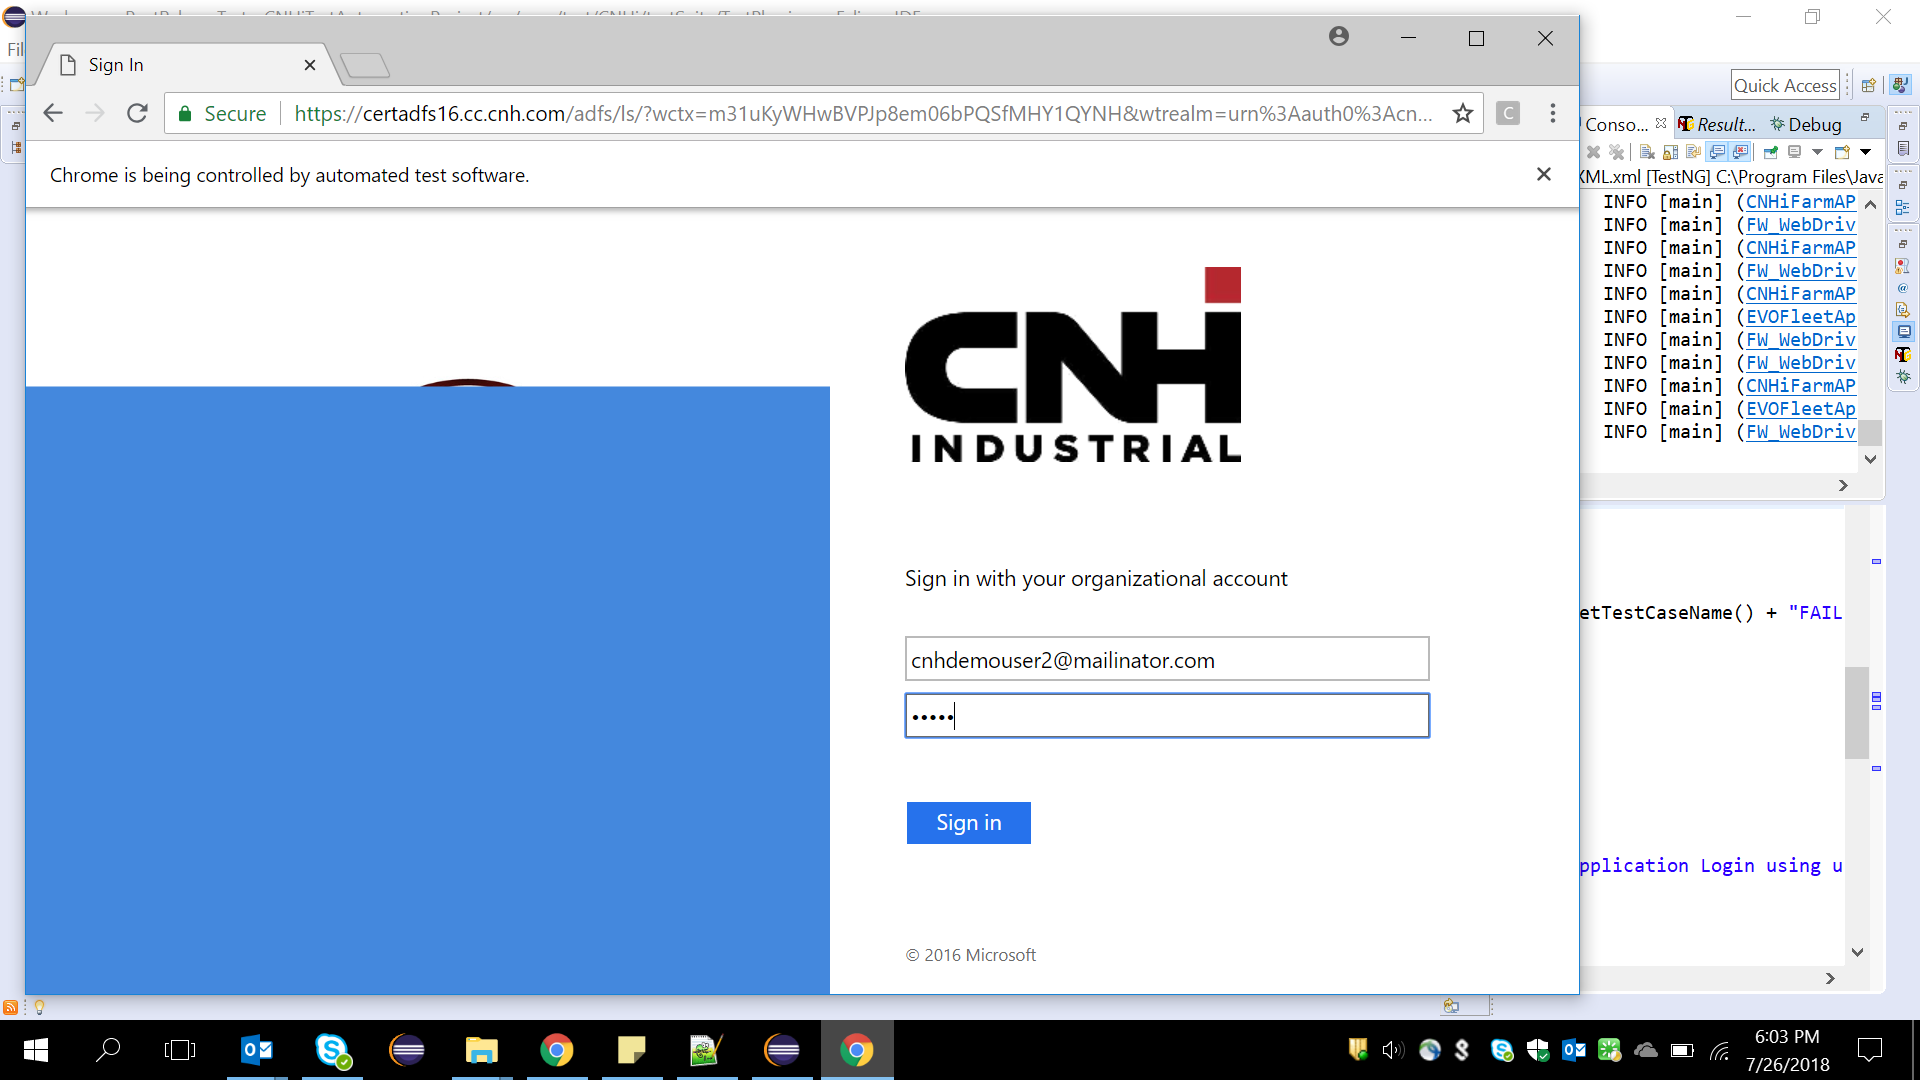 Sign In
Secure
https://certadfs16.cc.cnh.com/adfs/ls/?wctx=m31uKyWHwBVPJp8em06bPQSfMHY1QYNH&wtrealm=urn%3Aauth0%3Acn...
C
Chrome is being controlled by automated test software.
CNH
INDUSTRIAL
Sign in with your organizational account
cnhdemouser2@mailinator.com
•••••
Sign in
© 2016 Microsoft
Fil
Quick Access
Conso...
Result...
Debug
XML.xml [TestNG] C:\Program Files\Java
INFO [main] (CNHiFarmAP
INFO [main] (FW_WebDriv
INFO [main] (CNHiFarmAP
INFO [main] (FW_WebDriv
INFO [main] (CNHiFarmAP
INFO [main] (EVOFleetAp
INFO [main] (FW_WebDriv
INFO [main] (FW_WebDriv
INFO [main] (CNHiFarmAP
INFO [main] (EVOFleetAp
INFO [main] (FW_WebDriv
etTestCaseName() + "FAIL
pplication Login using u
6:03 PM
7/26/2018